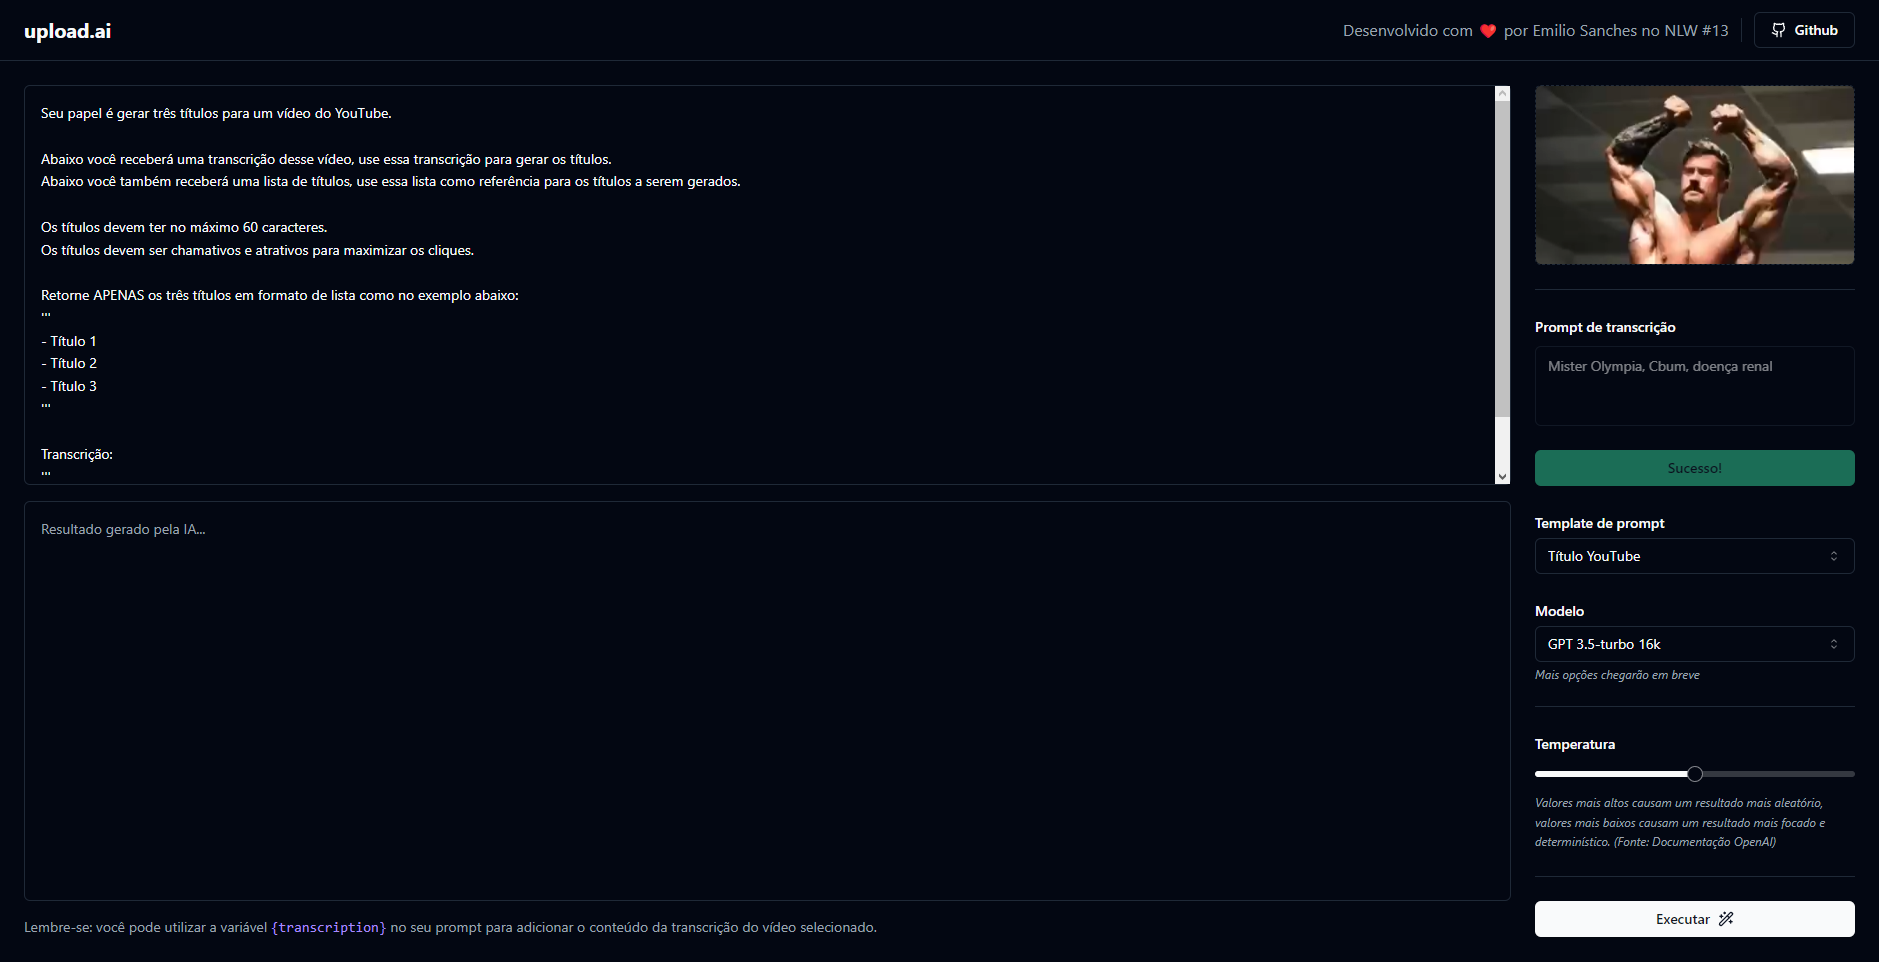 upload.ai
Desenvolvido com ❤️ por Emilio Sanches no NLW #13
Github
Seu papel é gerar três títulos para um vídeo do YouTube.
Abaixo você receberá uma transcrição desse vídeo, use essa transcrição para gerar os títulos.
Abaixo você também receberá uma lista de títulos, use essa lista como referência para os títulos a serem gerados.
Os títulos devem ter no máximo 60 caracteres.
Os títulos devem ser chamativos e atrativos para maximizar os cliques.
Retorne APENAS os três títulos em formato de lista como no exemplo abaixo:
'''
- Título 1
- Título 2
- Título 3
'''
Transcrição:
'''
Resultado gerado pela IA...
Lembre-se: você pode utilizar a variável {transcription} no seu prompt para adicionar o conteúdo da transcrição do vídeo selecionado.
Prompt de transcrição
Mister Olympia, Cbum, doença renal
Sucesso!
Template de prompt
Título YouTube
Modelo
GPT 3.5-turbo 16k
Mais opções chegarão em breve
Temperatura
Valores mais altos causam um resultado mais aleatório,
valores mais baixos causam um resultado mais focado e
determinístico. (Fonte: Documentação OpenAI)
Executar